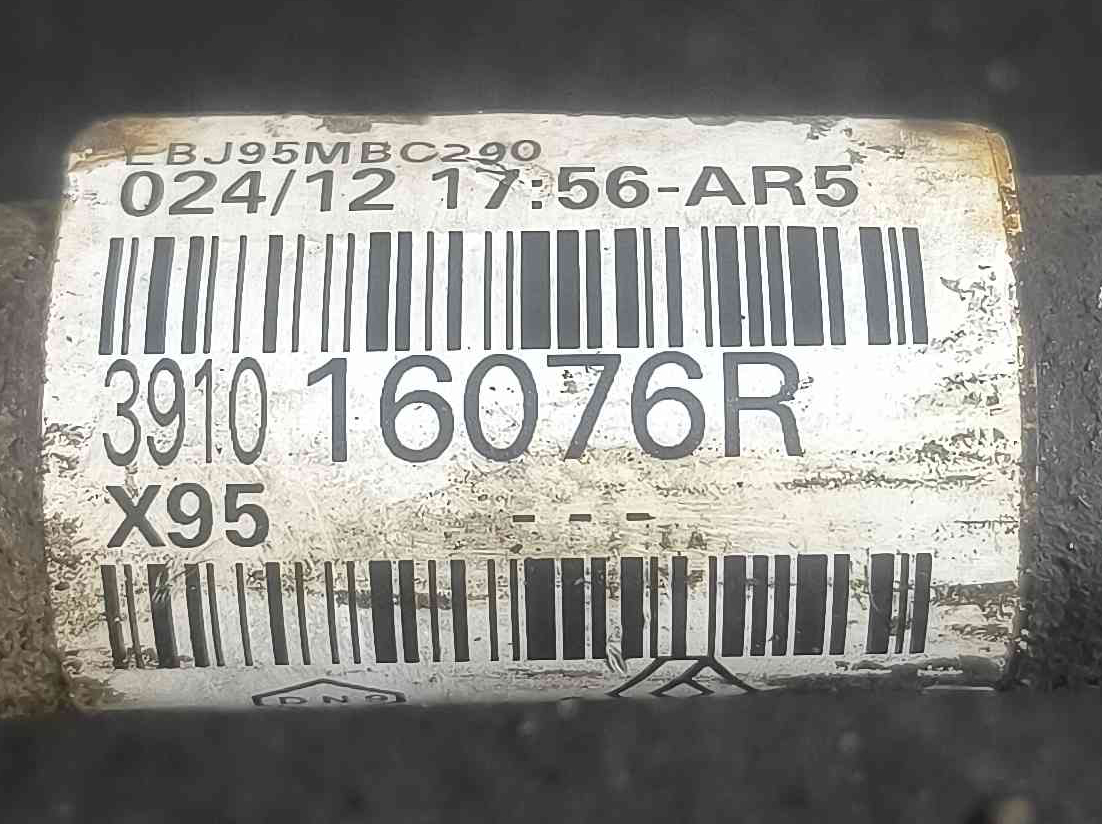 EBJ95MBC290
024/12 17:56-AR5
3910 16076R
X95
- - -